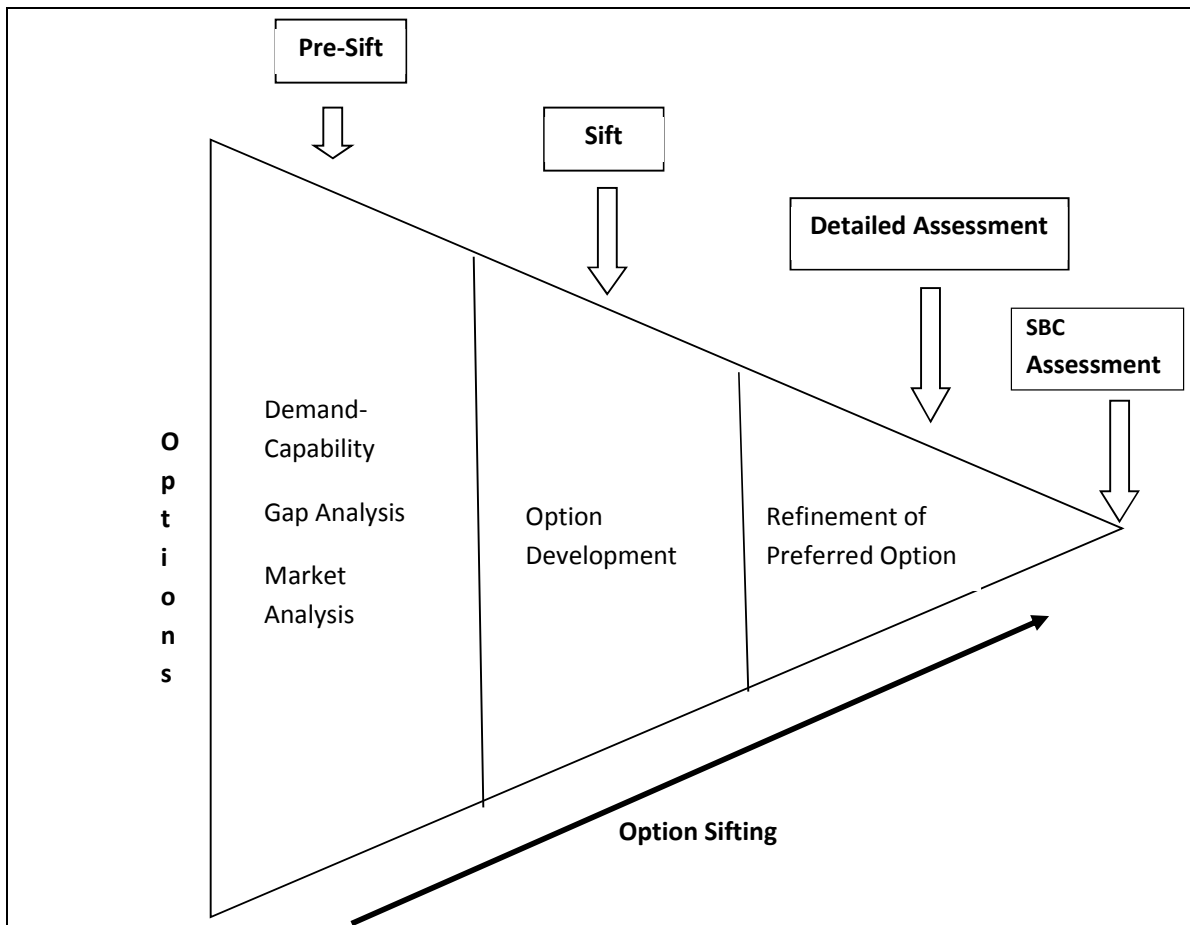 Pre-Sift
Sift
Detailed Assessment
SBC
Assessment
Options
Demand-
Capability
Gap Analysis
Market
Analysis
Option
Development
Refinement of
Preferred Option
Option Sifting